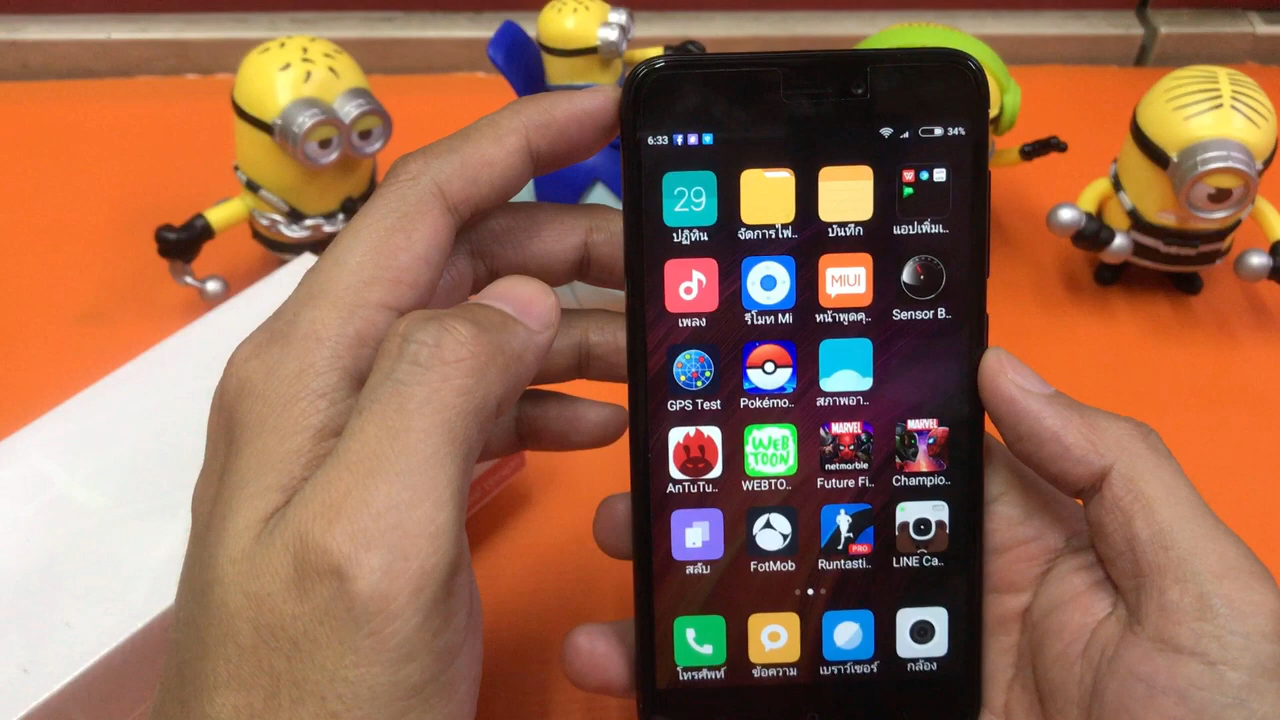 6:33 34%
29
ปฏิทิน จัดการไฟ.. บันทึก แอปเพิ่มเ..
MIUI
เพลง รีโมท Mi หน้าพูดคุ.. Sensor B..
GPS Test Pokémo.. สภาพอา..
WEB TOON MARVEL netmarble MARVEL
AnTuTu.. WEBTO.. Future Fi.. Champio..
PRO
สลับ FotMob Runtasti.. LINE Ca..
โทรศัพท์ ข้อความ เบราว์เซอร์ กล้อง